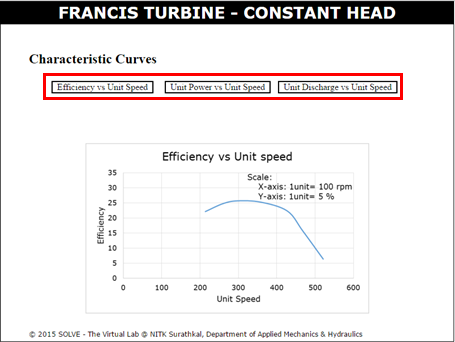 FRANCIS TURBINE - CONSTANT HEAD
Characteristic Curves
Efficiency vs Unit Speed Unit Power vs Unit Speed Unit Discharge vs Unit Speed
Efficiency vs Unit speed
Scale:
X-axis: 1unit= 100 rpm
Y-axis: 1unit= 5 %
Efficiency
35
30
25
20
15
10
5
0
0 100 200 300 400 500 600
Unit Speed
© 2015 SOLVE - The Virtual Lab @ NITK Surathkal, Department of Applied Mechanics & Hydraulics